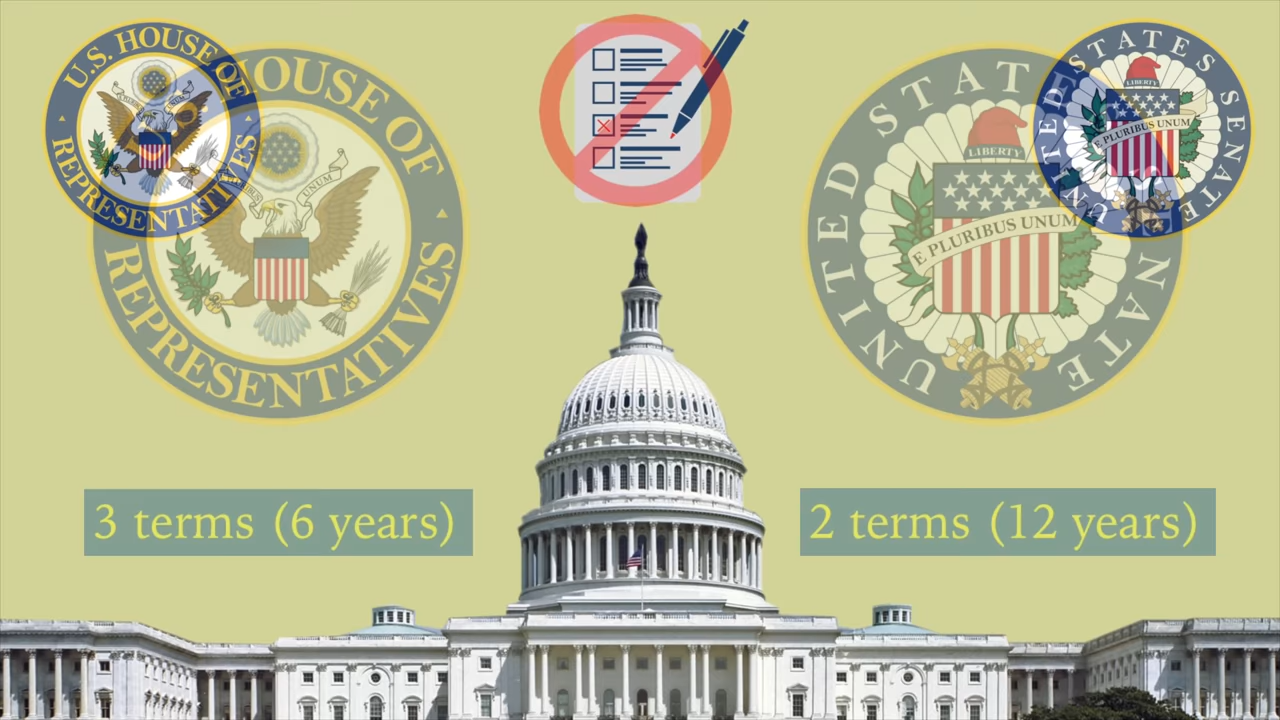 U.S. HOUSE OF
REPRESENTATIVES
HOUSE OF
REPRESENTATIVES
UNUM
UNITED STATES SENATE
LIBERTY
E PLURIBUS UNUM
UNITED STATES SENATE
LIBERTY
E PLURIBUS UNUM
3 terms (6 years)
2 terms (12 years)